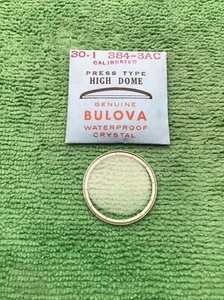 30.1 384-3AC
CALIBRATED
PRESS TYPE
HIGH DOME
GENUINE
BULOVA
WATERPROOF
CRYSTAL